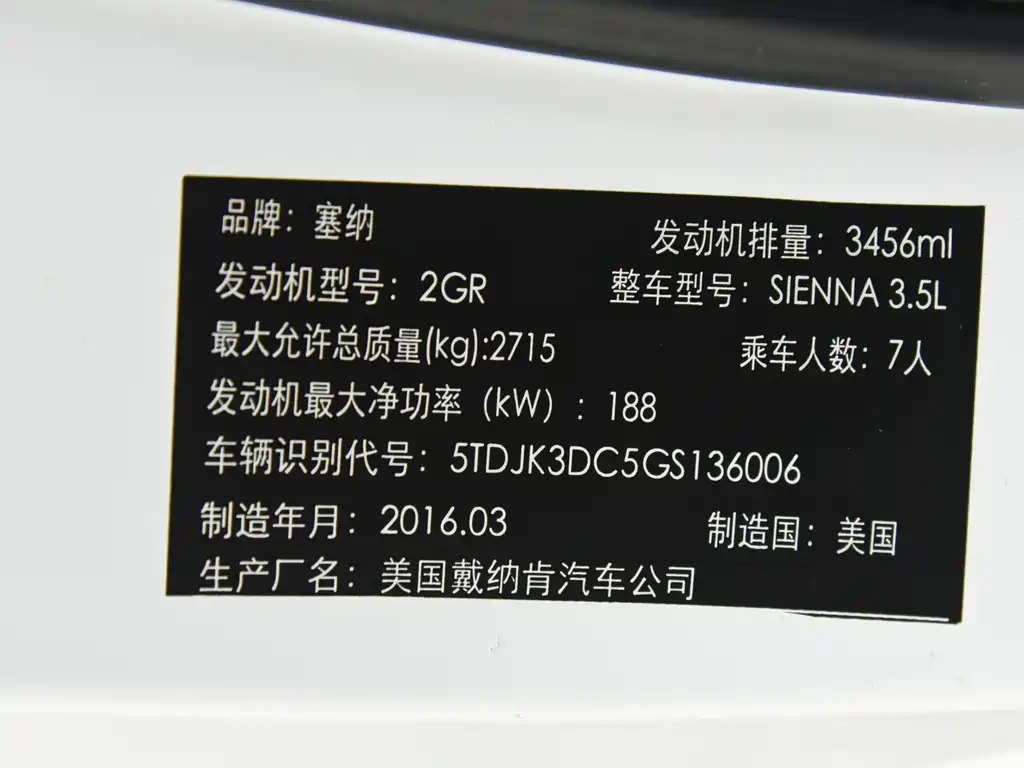 品牌：塞纳 发动机排量：3456ml
发动机型号：2GR 整车型号：SIENNA 3.5L
最大允许总质量(kg):2715 乘车人数：7人
发动机最大净功率（kW）：188
车辆识别代号：5TDJK3DC5GS136006
制造年月：2016.03 制造国：美国
生产厂名：美国戴纳肯汽车公司